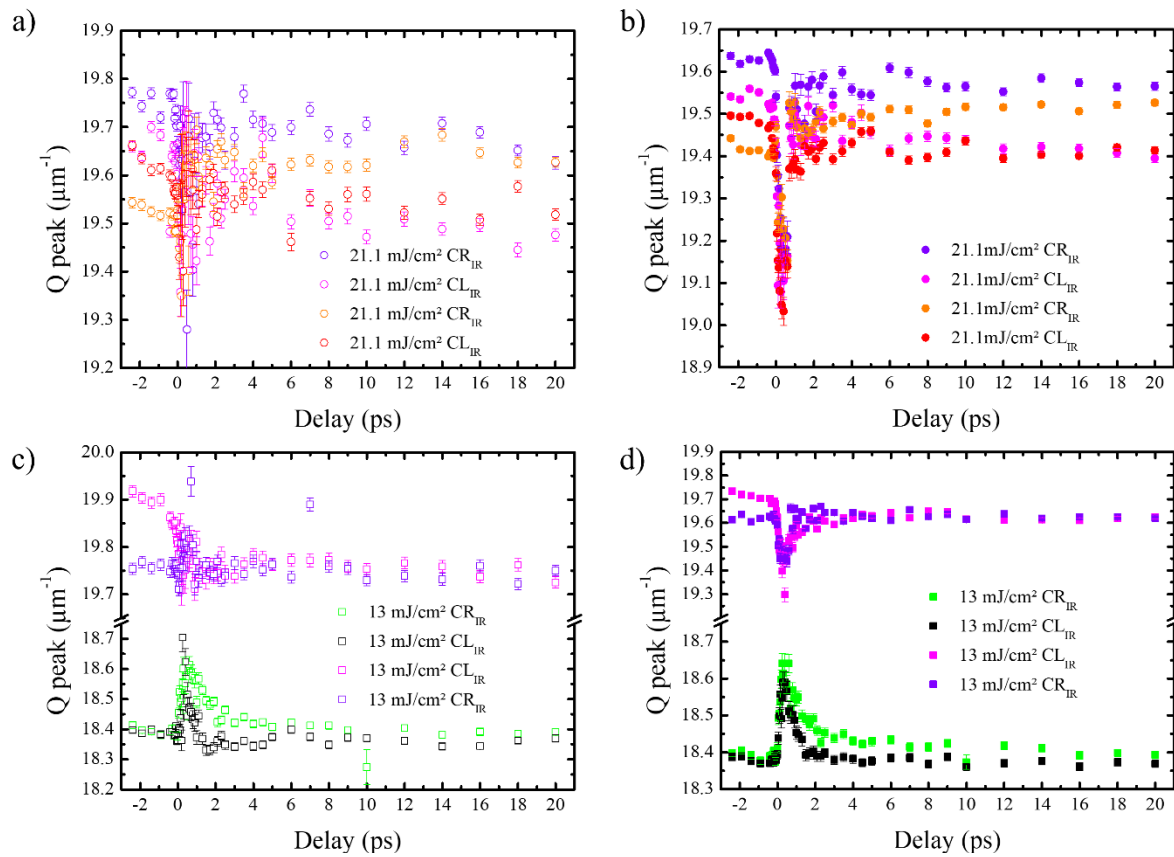 a)
19.9
19.8
19.7
19.6
19.5
19.4
19.3
19.2
Q peak (µm⁻¹)
21.1 mJ/cm² CR_IR
21.1 mJ/cm² CL_IR
21.1 mJ/cm² CR_IR
21.1 mJ/cm² CL_IR
-2 0 2 4 6 8 10 12 14 16 18 20
Delay (ps)
b)
19.7
19.6
19.5
19.4
19.3
19.2
19.1
19.0
18.9
Q peak (µm⁻¹)
21.1mJ/cm² CR_IR
21.1mJ/cm² CL_IR
21.1mJ/cm² CR_IR
21.1mJ/cm² CL_IR
-2 0 2 4 6 8 10 12 14 16 18 20
Delay (ps)
c)
20.0
19.9
19.8
19.7
18.7
18.6
18.5
18.4
18.3
18.2
Q peak (µm⁻¹)
13 mJ/cm² CR_IR
13 mJ/cm² CL_IR
13 mJ/cm² CL_IR
13 mJ/cm² CR_IR
-2 0 2 4 6 8 10 12 14 16 18 20
Delay (ps)
d)
19.9
19.8
19.7
19.6
19.5
19.4
19.3
18.7
18.6
18.5
18.4
18.3
Q peak (µm⁻¹)
13 mJ/cm² CR_IR
13 mJ/cm² CL_IR
13 mJ/cm² CL_IR
13 mJ/cm² CR_IR
-2 0 2 4 6 8 10 12 14 16 18 20
Delay (ps)